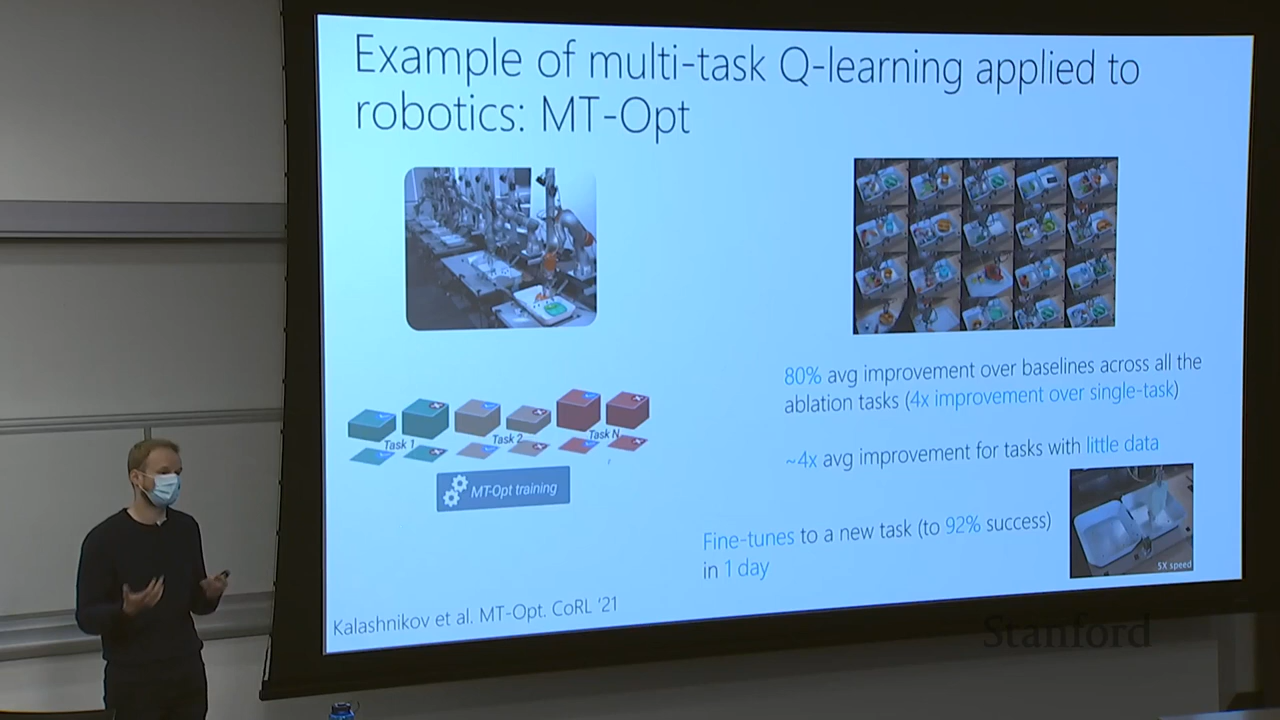 Example of multi-task Q-learning applied to
robotics: MT-Opt
Task 1
Task 2
Task N
MT-Opt training
80% avg improvement over baselines across all the
ablation tasks (4x improvement over single-task)
~4x avg improvement for tasks with little data
Fine-tunes to a new task (to 92% success)
in 1 day
5X speed
Kalashnikov et al. MT-Opt. CoRL '21
Stanford